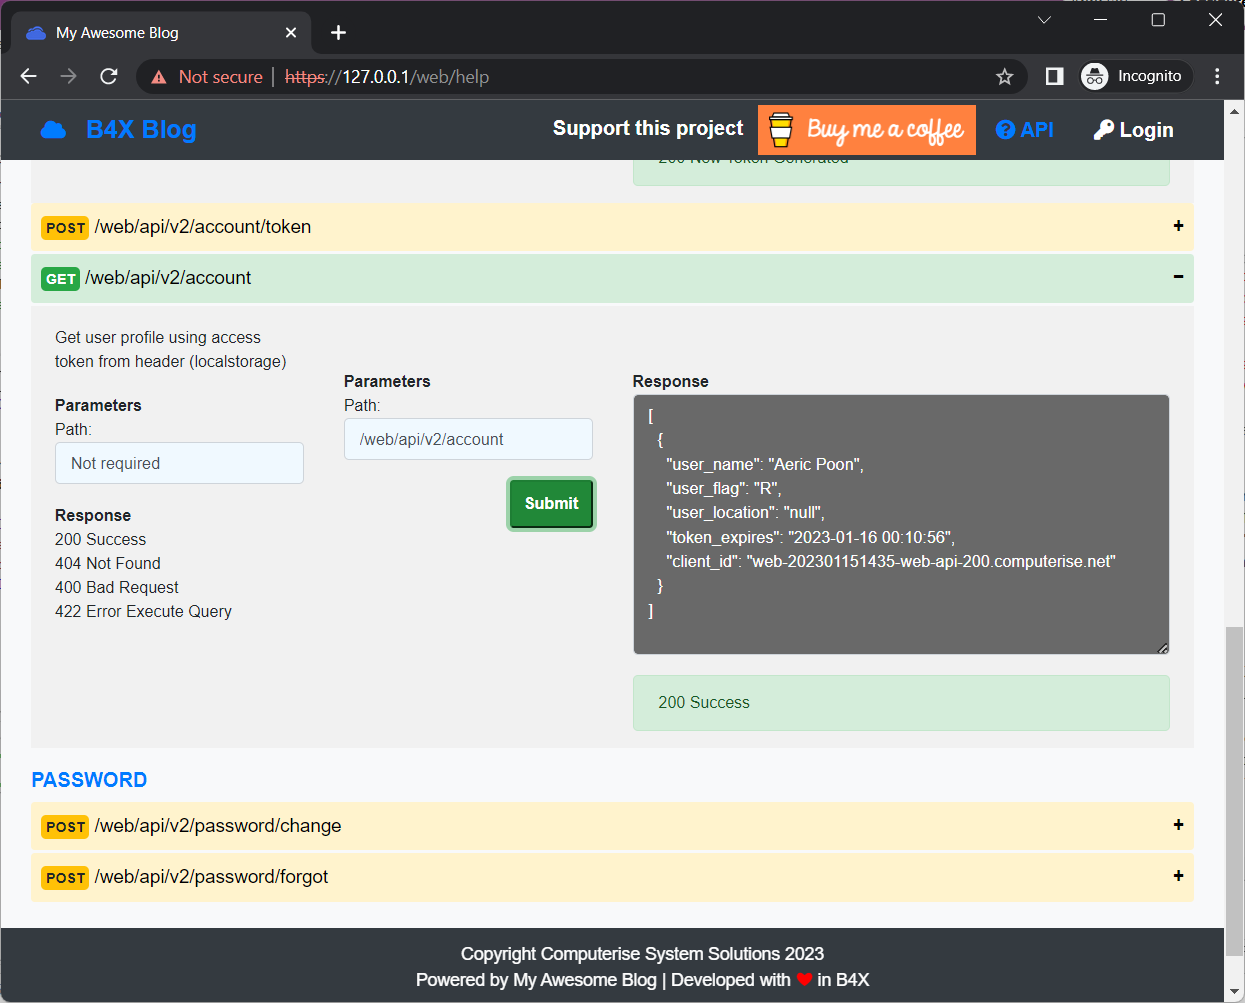 My Awesome Blog
Not secure | https://127.0.0.1/web/help
Incognito
B4X Blog
Support this project
Buy me a coffee
API
Login
200 New Token Generated
POST /web/api/v2/account/token +
GET /web/api/v2/account −
Get user profile using access
token from header (localstorage)
Parameters
Path:
Not required
Response
200 Success
404 Not Found
400 Bad Request
422 Error Execute Query
Parameters
Path:
/web/api/v2/account
Submit
Response
[
{
"user_name": "Aeric Poon",
"user_flag": "R",
"user_location": "null",
"token_expires": "2023-01-16 00:10:56",
"client_id": "web-202301151435-web-api-200.computerise.net"
}
]
200 Success
PASSWORD
POST /web/api/v2/password/change +
POST /web/api/v2/password/forgot +
Copyright Computerise System Solutions 2023
Powered by My Awesome Blog | Developed with ❤ in B4X